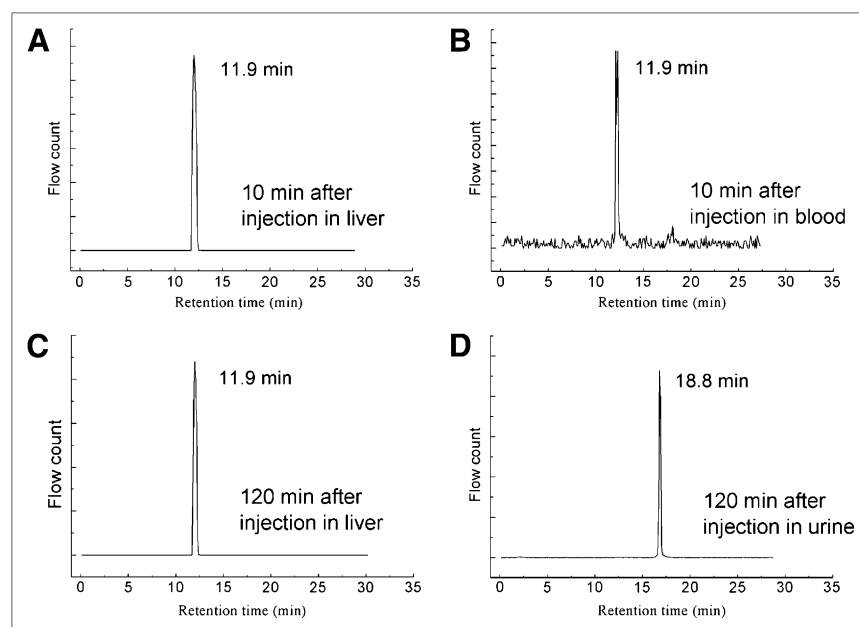 A
11.9 min
10 min after
injection in liver
Flow count
0 5 10 15 20 25 30 35
Retention time (min)
B
11.9 min
10 min after
injection in blood
Flow count
0 5 10 15 20 25 30 35
Retention time (min)
C
11.9 min
120 min after
injection in liver
Flow count
0 5 10 15 20 25 30 35
Retention time (min)
D
18.8 min
120 min after
injection in urine
Flow count
0 5 10 15 20 25 30 35
Retention time (min)